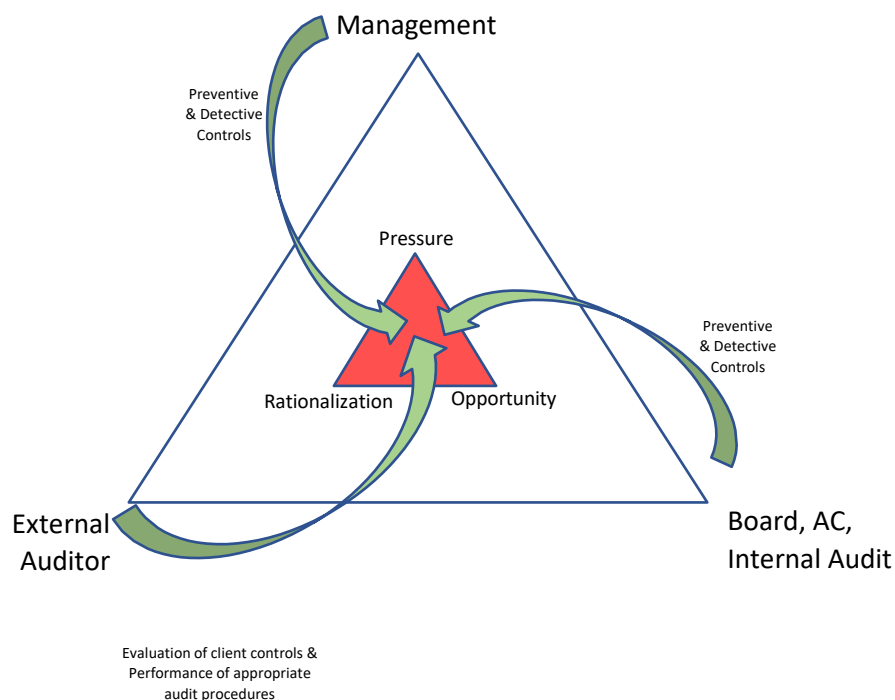 Management
Preventive
& Detective
Controls
Pressure
Preventive
& Detective
Controls
Rationalization
Opportunity
External
Auditor
Board, AC,
Internal Audit
Evaluation of client controls &
Performance of appropriate
audit procedures